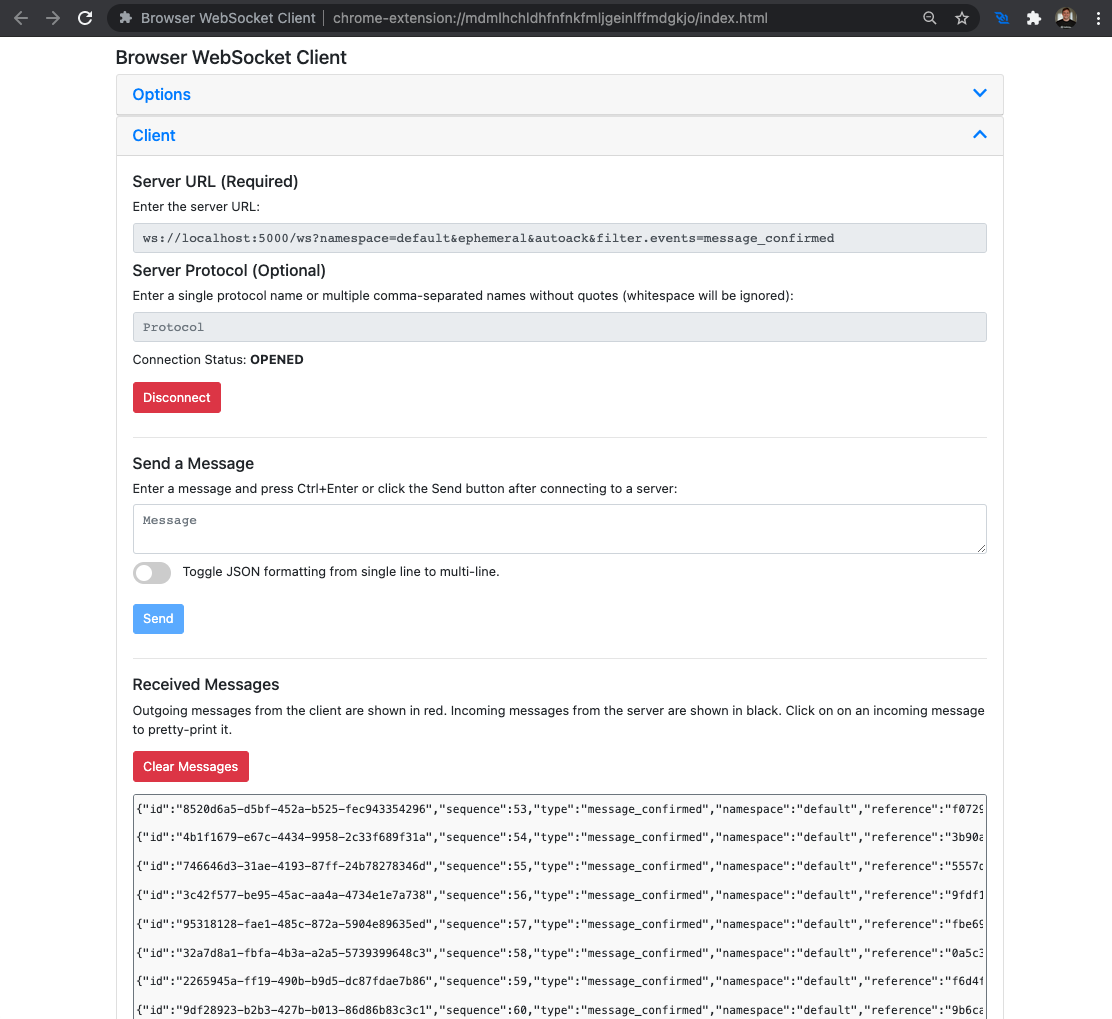 Browser WebSocket Client | chrome-extension://mdmlhchldhfnfnkfmljgeinlffmdgkjo/index.html
Browser WebSocket Client
Options
Client
Server URL (Required)
Enter the server URL:
ws://localhost:5000/ws?namespace=default&ephemeral&autoack&filter.events=message_confirmed
Server Protocol (Optional)
Enter a single protocol name or multiple comma-separated names without quotes (whitespace will be ignored):
Protocol
Connection Status: OPENED
Disconnect
Send a Message
Enter a message and press Ctrl+Enter or click the Send button after connecting to a server:
Message
Toggle JSON formatting from single line to multi-line.
Send
Received Messages
Outgoing messages from the client are shown in red. Incoming messages from the server are shown in black. Click on on an incoming message
to pretty-print it.
Clear Messages
{"id":"8520d6a5-d5bf-452a-b525-fec943354296","sequence":53,"type":"message_confirmed","namespace":"default","reference":"f0729
{"id":"4b1f1679-e67c-4434-9958-2c33f689f31a","sequence":54,"type":"message_confirmed","namespace":"default","reference":"3b90a
{"id":"746646d3-31ae-4193-87ff-24b78278346d","sequence":55,"type":"message_confirmed","namespace":"default","reference":"5557c
{"id":"3c42f577-be95-45ac-aa4a-4734e1e7a738","sequence":56,"type":"message_confirmed","namespace":"default","reference":"9fdf1
{"id":"95318128-fae1-485c-872a-5904e89635ed","sequence":57,"type":"message_confirmed","namespace":"default","reference":"fbe69
{"id":"32a7d8a1-fbfa-4b3a-a2a5-5739399648c3","sequence":58,"type":"message_confirmed","namespace":"default","reference":"0a5c3
{"id":"2265945a-ff19-490b-b9d5-dc87fdae7b86","sequence":59,"type":"message_confirmed","namespace":"default","reference":"f6d4f
{"id":"9df28923-b2b3-427b-b013-86d86b83c3c1","sequence":60,"type":"message_confirmed","namespace":"default","reference":"9b6ca